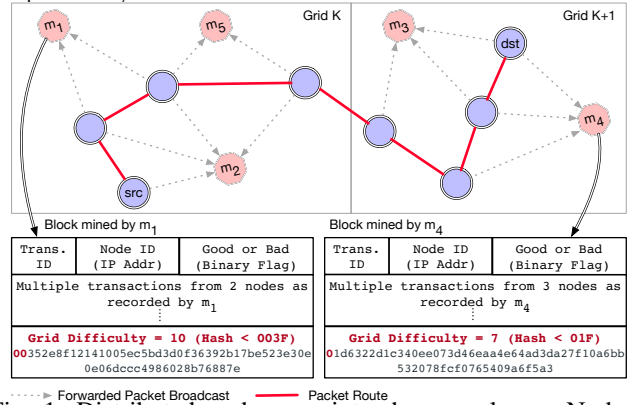 Grid K
Grid K+1
m1
m5
m3
dst
m4
m2
src
Block mined by m1
Block mined by m4
Trans. ID
Node ID (IP Addr)
Good or Bad (Binary Flag)
Multiple transactions from 2 nodes as
recorded by m1
⋮
Grid Difficulty = 10 (Hash < 003F)
00352e8f12141005ec5bd3d0f36392b17be523e30e
0e06dccc4986028b76887e
Trans. ID
Node ID (IP Addr)
Good or Bad (Binary Flag)
Multiple transactions from 3 nodes as
recorded by m4
⋮
Grid Difficulty = 7 (Hash < 01F)
01d6322d1c340ee073d46eaa4e64ad3da27f10a6bb
532078fcf0765409a6f5a3
Forwarded Packet Broadcast
Packet Route